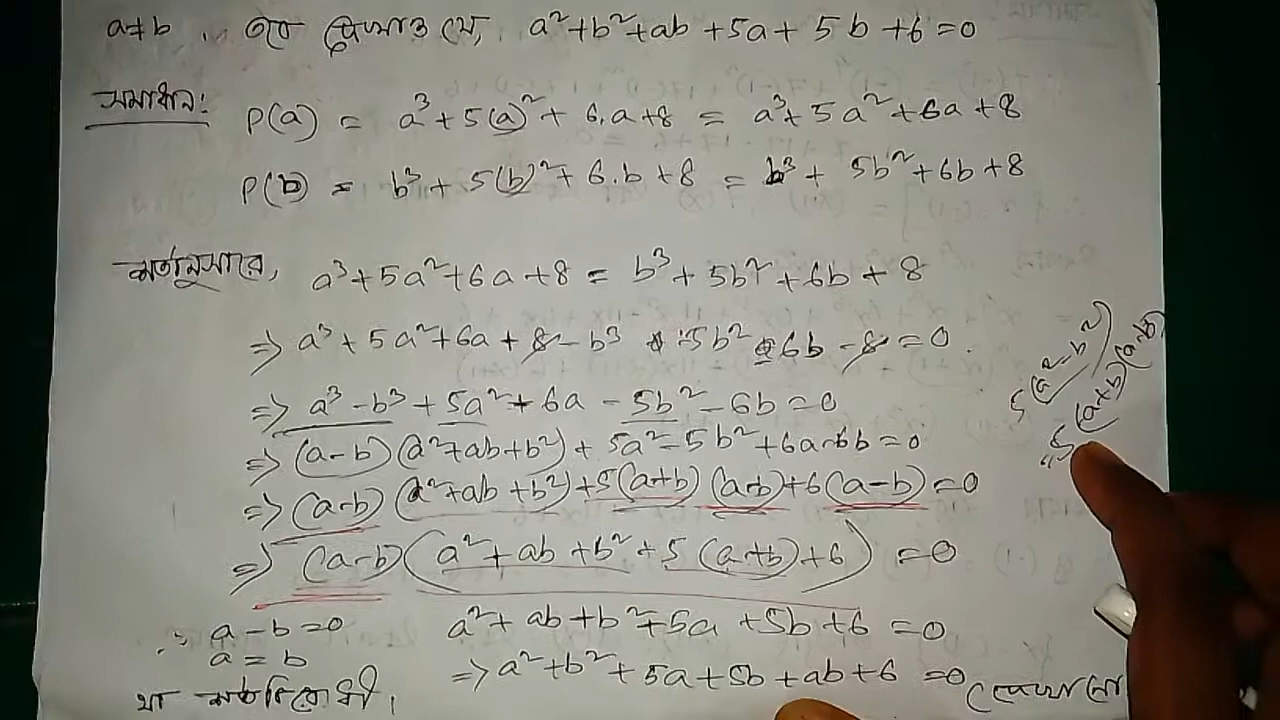 a≠b, তবে দেখাও যে, a²+b²+ab+5a+5b+6=0
সমাধান:
P(a) = a³+5(a)²+6.a+8 = a³+5a²+6a+8
P(b) = b³+5(b)²+6.b+8 = b³+5b²+6b+8
শর্তানুসারে, a³+5a²+6a+8 = b³+5b²+6b+8
⇒ a³+5a²+6a+8-b³-5b²-6b-8=0.
⇒ a³-b³+5a²+6a-5b²-6b=0
⇒ (a-b)(a²+ab+b²)+5a²-5b²+6a-6b=0
⇒ (a-b)(a²+ab+b²)+5(a+b)(a-b)+6(a-b)=0
⇒ (a-b)(a²+ab+b²+5(a+b)+6)=0
∴ a-b=0 a²+ab+b²+5a+5b+6=0
a=b ⇒ a²+b²+5a+5b+ab+6=0 (দেখানো
যা শর্তবিরোধী।
5(a²-b²)
5(a+b)(a-b)